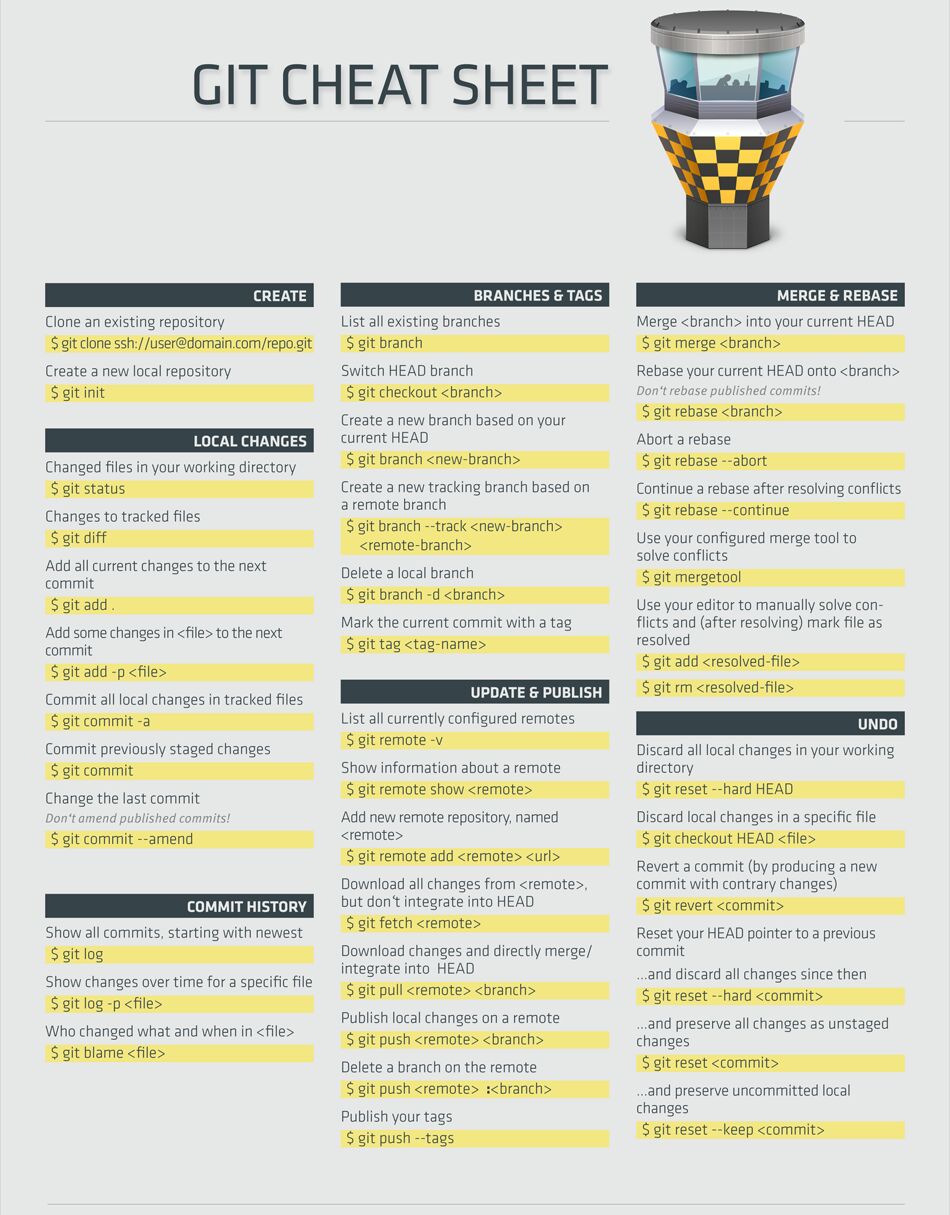 GIT CHEAT SHEET
CREATE
Clone an existing repository
$ git clone ssh://user@domain.com/repo.git
Create a new local repository
$ git init
LOCAL CHANGES
Changed files in your working directory
$ git status
Changes to tracked files
$ git diff
Add all current changes to the next
commit
$ git add .
Add some changes in <file> to the next
commit
$ git add -p <file>
Commit all local changes in tracked files
$ git commit -a
Commit previously staged changes
$ git commit
Change the last commit
Don‘t amend published commits!
$ git commit --amend
COMMIT HISTORY
Show all commits, starting with newest
$ git log
Show changes over time for a specific file
$ git log -p <file>
Who changed what and when in <file>
$ git blame <file>
BRANCHES & TAGS
List all existing branches
$ git branch
Switch HEAD branch
$ git checkout <branch>
Create a new branch based on your
current HEAD
$ git branch <new-branch>
Create a new tracking branch based on
a remote branch
$ git branch --track <new-branch>
<remote-branch>
Delete a local branch
$ git branch -d <branch>
Mark the current commit with a tag
$ git tag <tag-name>
UPDATE & PUBLISH
List all currently configured remotes
$ git remote -v
Show information about a remote
$ git remote show <remote>
Add new remote repository, named
<remote>
$ git remote add <remote> <url>
Download all changes from <remote>,
but don‘t integrate into HEAD
$ git fetch <remote>
Download changes and directly merge/
integrate into HEAD
$ git pull <remote> <branch>
Publish local changes on a remote
$ git push <remote> <branch>
Delete a branch on the remote
$ git push <remote> :<branch>
Publish your tags
$ git push --tags
MERGE & REBASE
Merge <branch> into your current HEAD
$ git merge <branch>
Rebase your current HEAD onto <branch>
Don‘t rebase published commits!
$ git rebase <branch>
Abort a rebase
$ git rebase --abort
Continue a rebase after resolving conflicts
$ git rebase --continue
Use your configured merge tool to
solve conflicts
$ git mergetool
Use your editor to manually solve con-
flicts and (after resolving) mark file as
resolved
$ git add <resolved-file>
$ git rm <resolved-file>
UNDO
Discard all local changes in your working
directory
$ git reset --hard HEAD
Discard local changes in a specific file
$ git checkout HEAD <file>
Revert a commit (by producing a new
commit with contrary changes)
$ git revert <commit>
Reset your HEAD pointer to a previous
commit
...and discard all changes since then
$ git reset --hard <commit>
...and preserve all changes as unstaged
changes
$ git reset <commit>
...and preserve uncommitted local
changes
$ git reset --keep <commit>